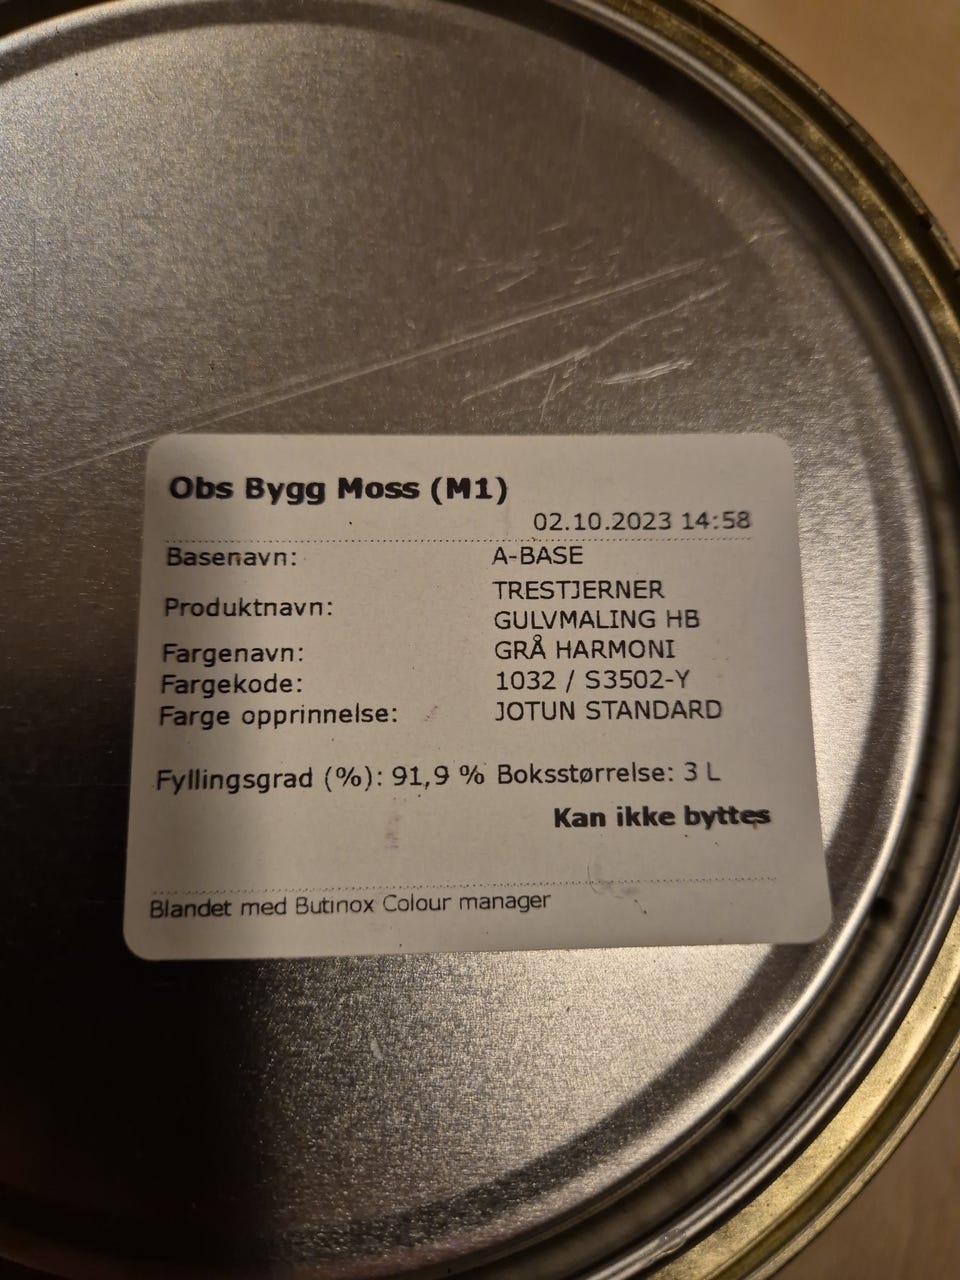 Obs Bygg Moss (M1)
02.10.2023 14:58
Basenavn: A-BASE
Produktnavn: TRESTJERNER
GULVMALING HB
Fargenavn: GRÅ HARMONI
Fargekode: 1032 / S3502-Y
Farge opprinnelse: JOTUN STANDARD
Fyllingsgrad (%): 91,9 % Boksstørrelse: 3 L
Kan ikke byttes
Blandet med Butinox Colour manager